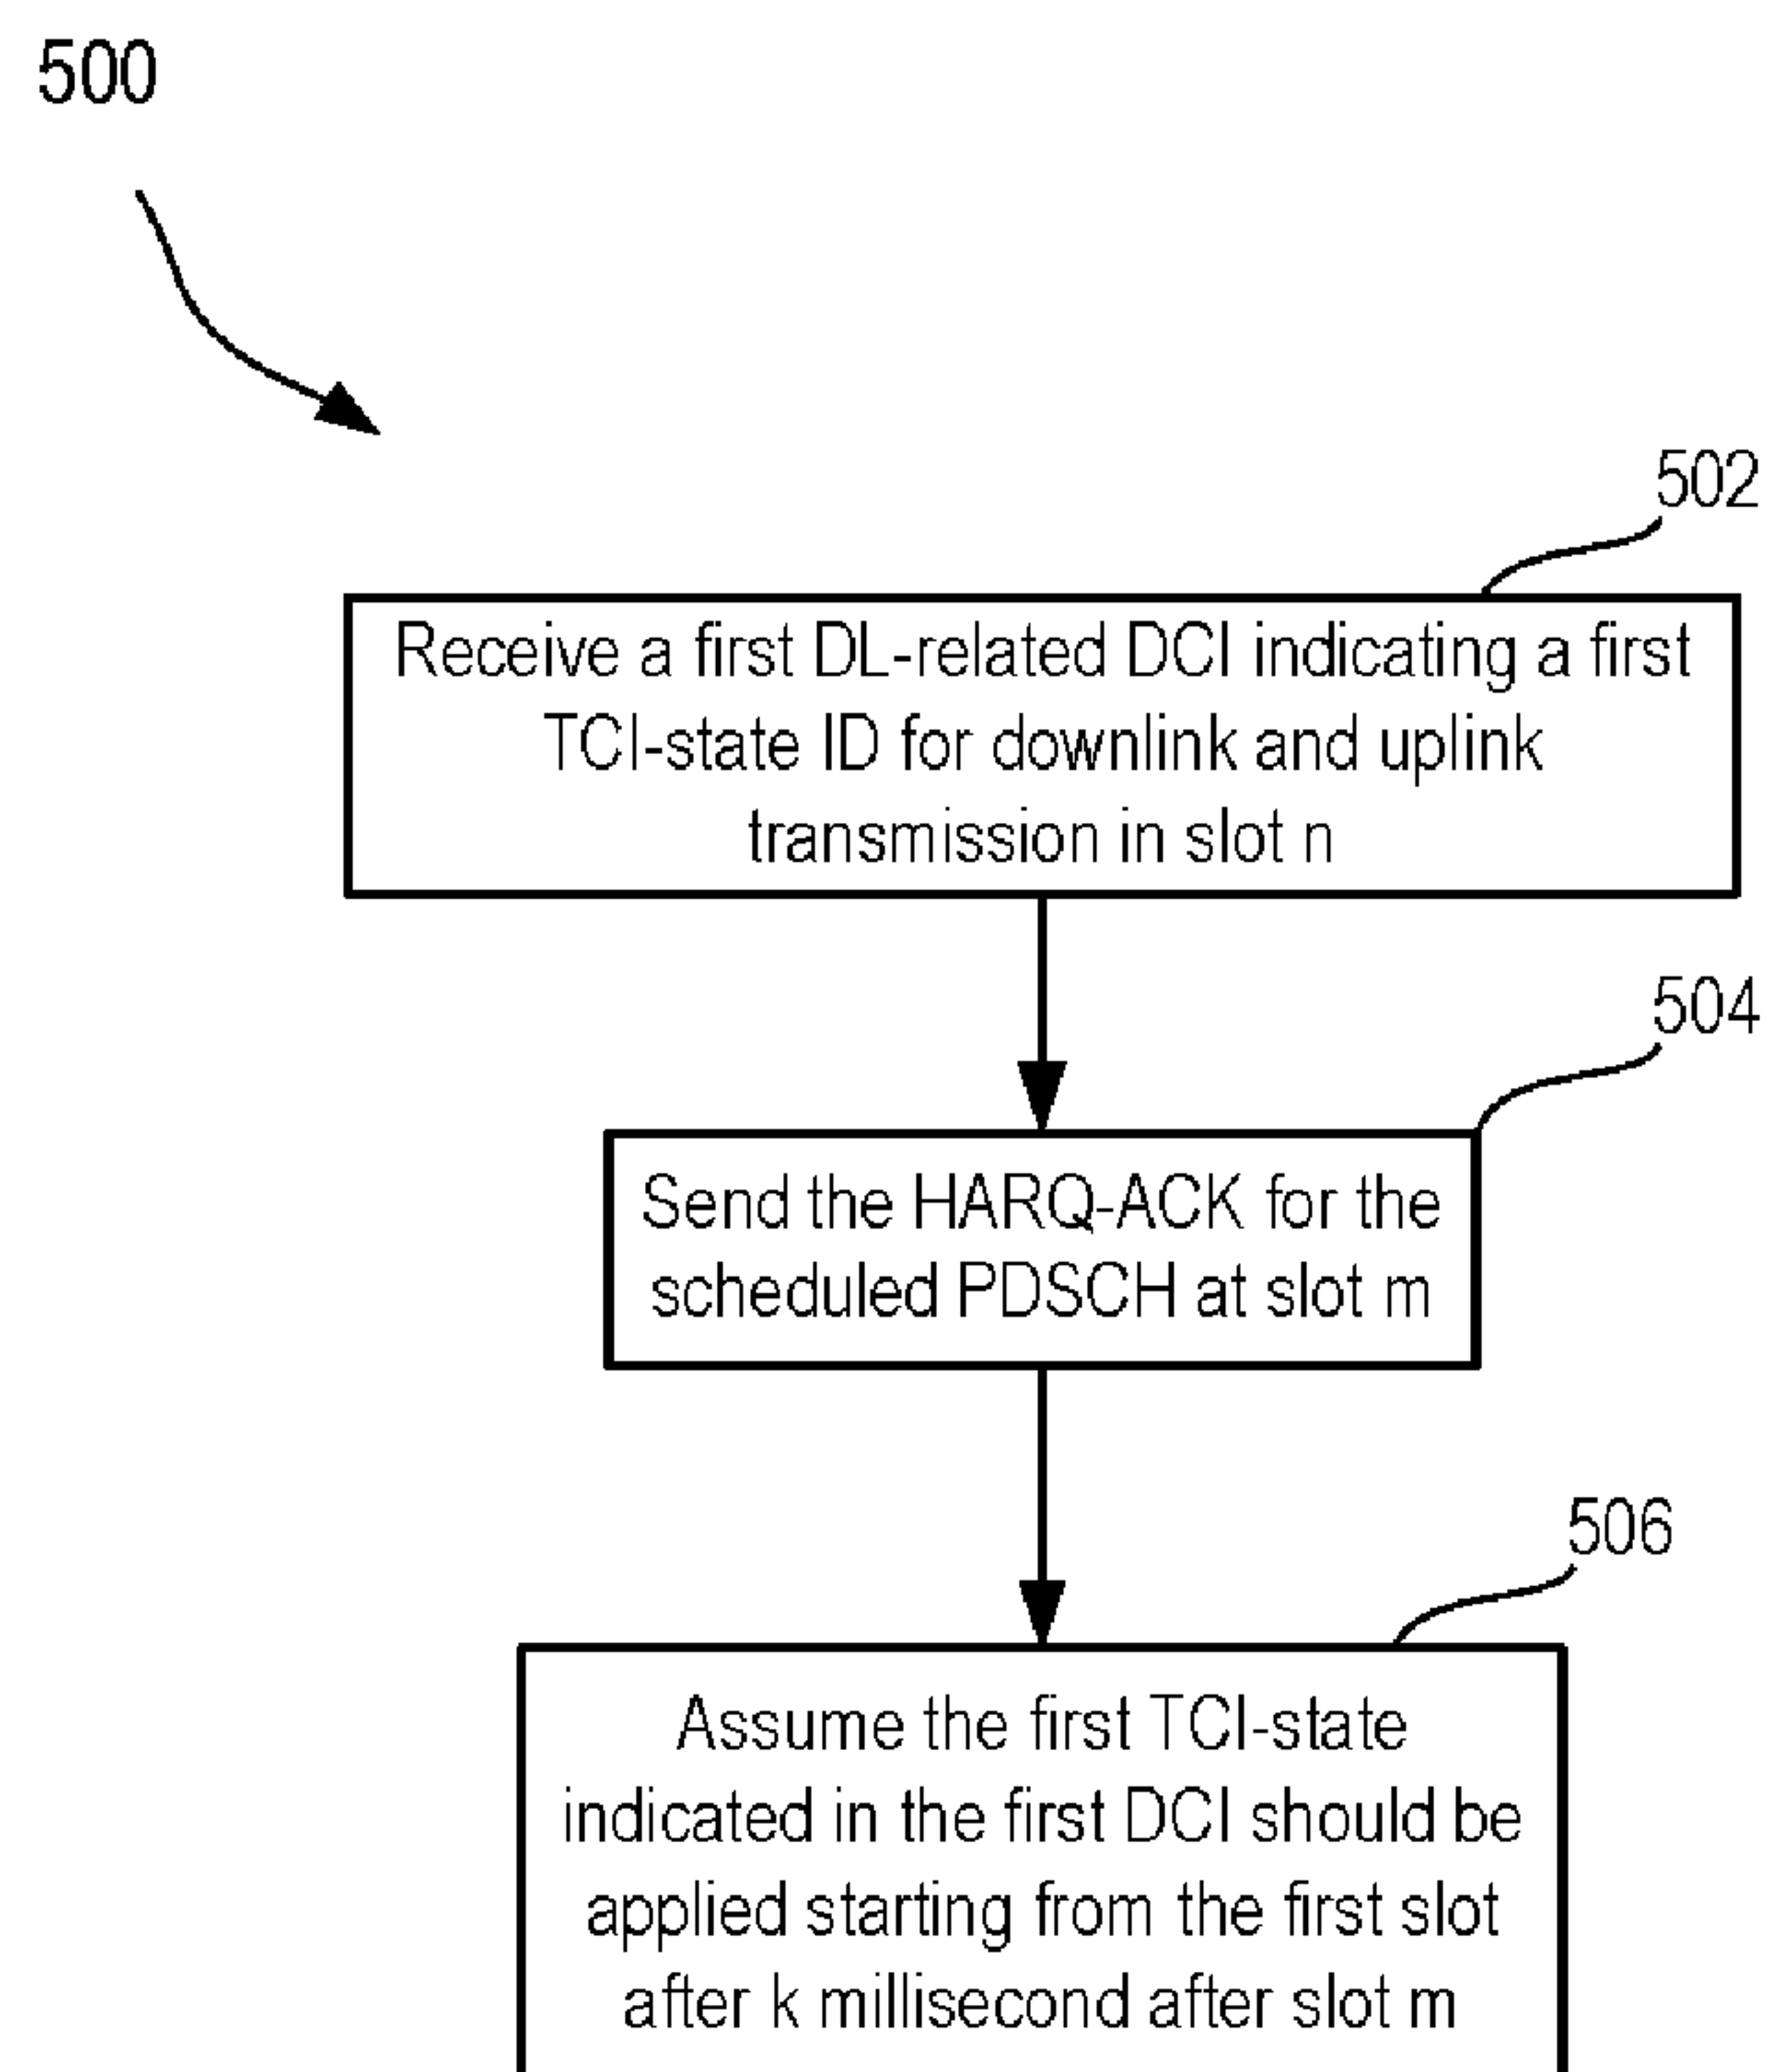 500
502
Receive a first DL-related DCI indicating a first
TCI-state ID for downlink and uplink
transmission in slot n
504
Send the HARQ-ACK for the
scheduled PDSCH at slot m
506
Assume the first TCI-state
indicated in the first DCI should be
applied starting from the first slot
after k millisecond after slot m